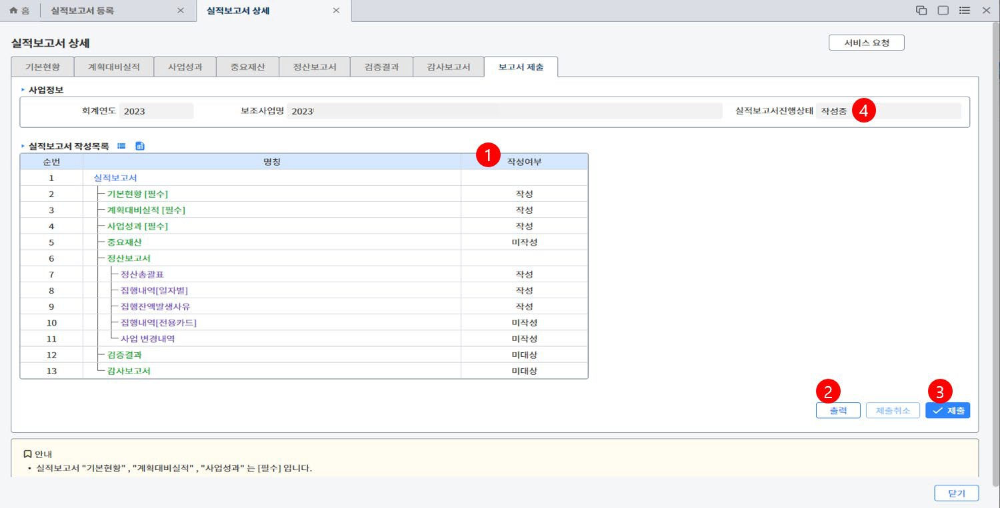 홈 실적보고서 등록 실적보고서 상세
실적보고서 상세 서비스 요청
기본현황 계획대비실적 사업성과 중요재산 정산보고서 검증결과 감사보고서 보고서 제출
사업정보
회계연도 2023 보조사업명 2023 실적보고서진행상태 작성중 4
실적보고서 작성목록
순번 명칭 1 작성여부
1 실적보고서
2 기본현황 [필수] 작성
3 계획대비실적 [필수] 작성
4 사업성과 [필수] 작성
5 중요재산 미작성
6 정산보고서
7 정산총괄표 작성
8 집행내역[일자별] 작성
9 집행잔액발생사유 작성
10 집행내역[전용카드] 미작성
11 사업 변경내역 미작성
12 검증결과 미대상
13 감사보고서 미대상
2 3
출력 제출취소 제출
안내
• 실적보고서 "기본현황" , "계획대비실적" , "사업성과" 는 [필수] 입니다.
닫기